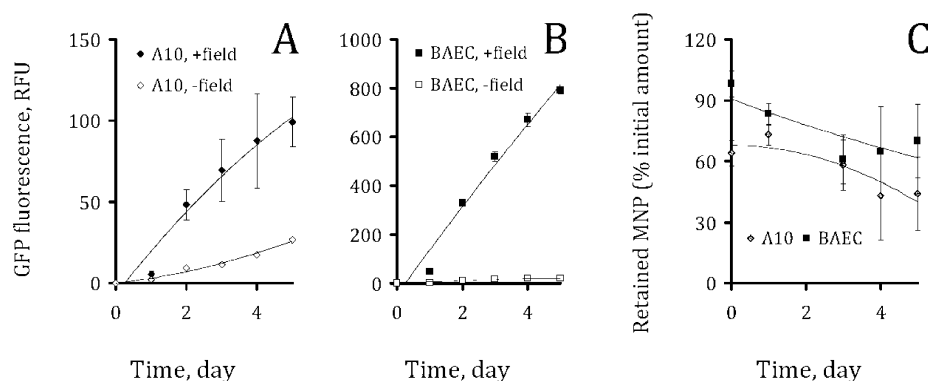 GFP fluorescence, RFU
A
150
100
50
0
A10, +field
A10, -field
0 2 4
Time, day
B
1000
800
600
400
200
0
BAEC, +field
BAEC, -field
0 2 4
Time, day
C
Retained MNP (% initial amount)
120
90
60
30
0
A10 BAEC
0 2 4
Time, day